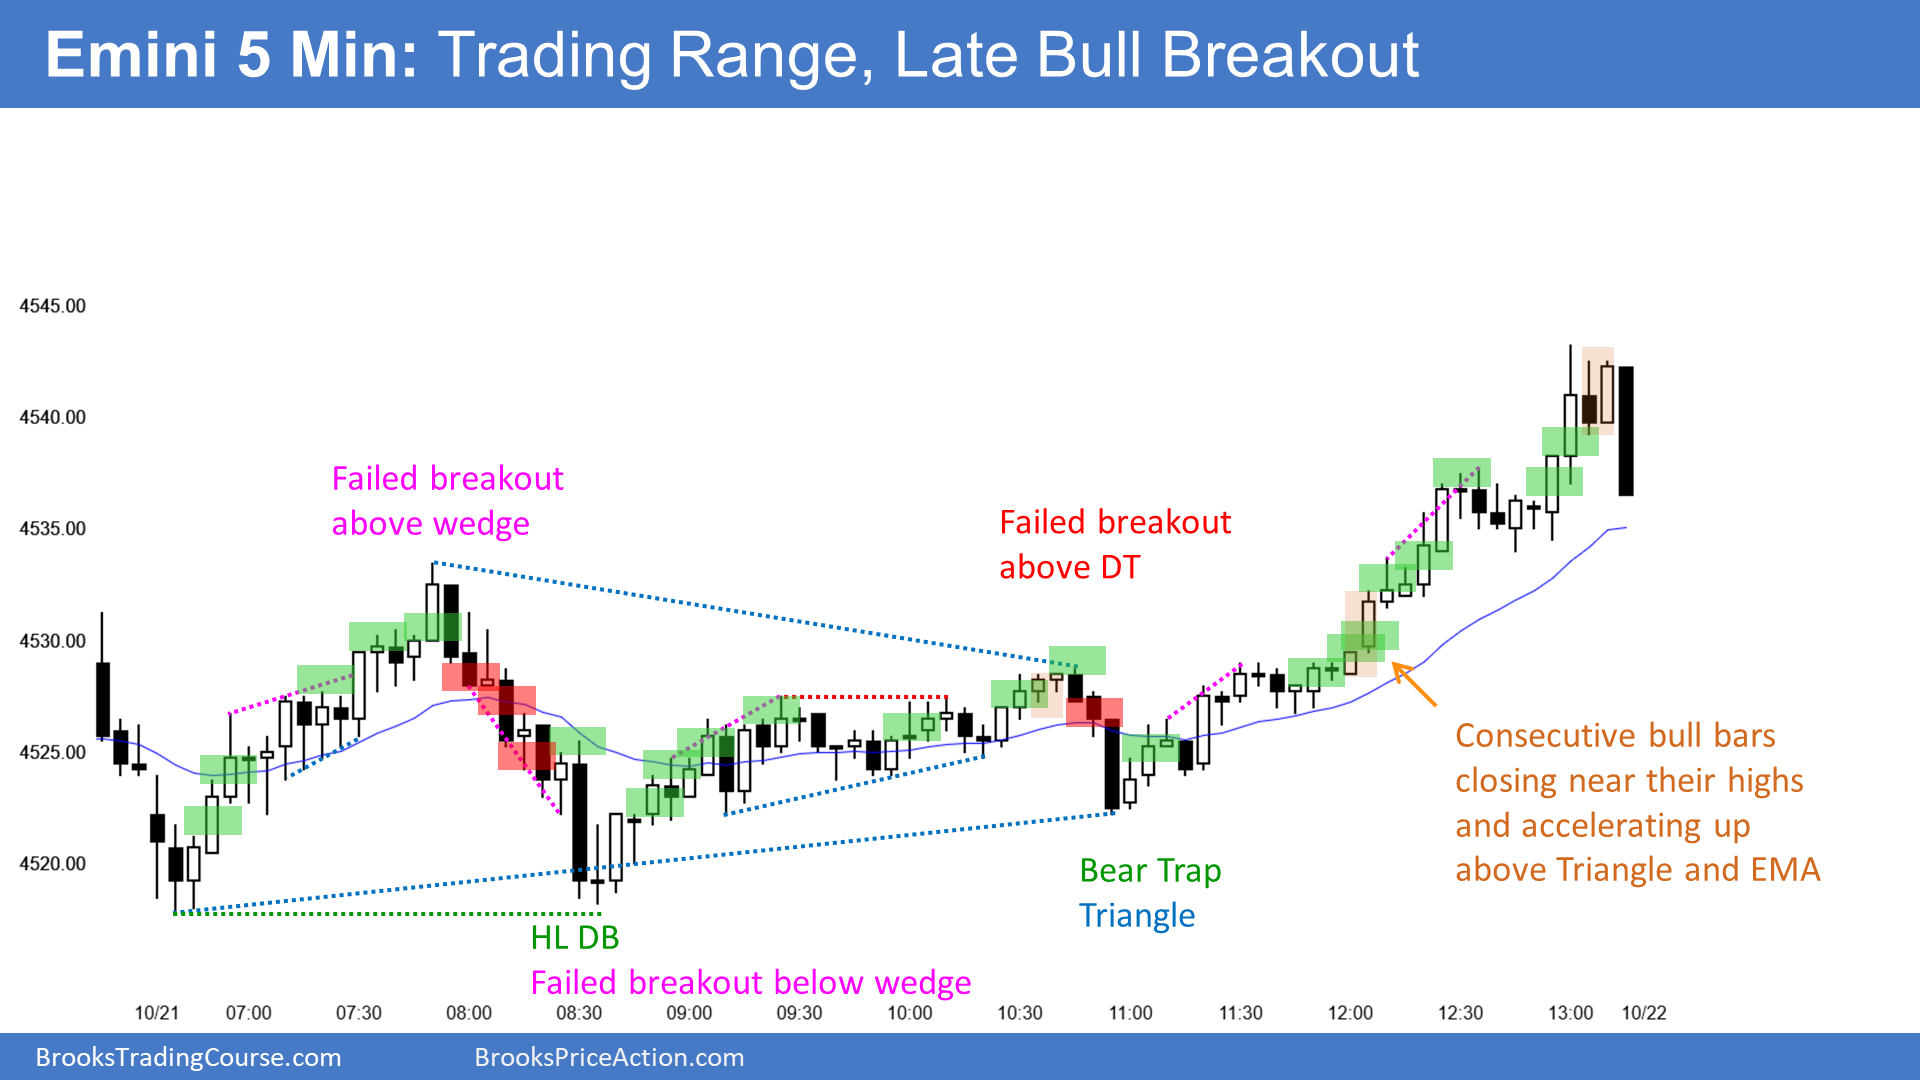 Emini 5 Min: Trading Range, Late Bull Breakout
4545.00
4540.00
4535.00
4530.00
4525.00
4520.00
Failed breakout
above wedge
Failed breakout
above DT
Consecutive bull bars
closing near their highs
and accelerating up
above Triangle and EMA
Bear Trap
Triangle
HL DB
Failed breakout below wedge
10/21 07:00 07:30 08:00 08:30 09:00 09:30 10:00 10:30 11:00 11:30 12:00 12:30 13:00 10/22
BrooksTradingCourse.com BrooksPriceAction.com